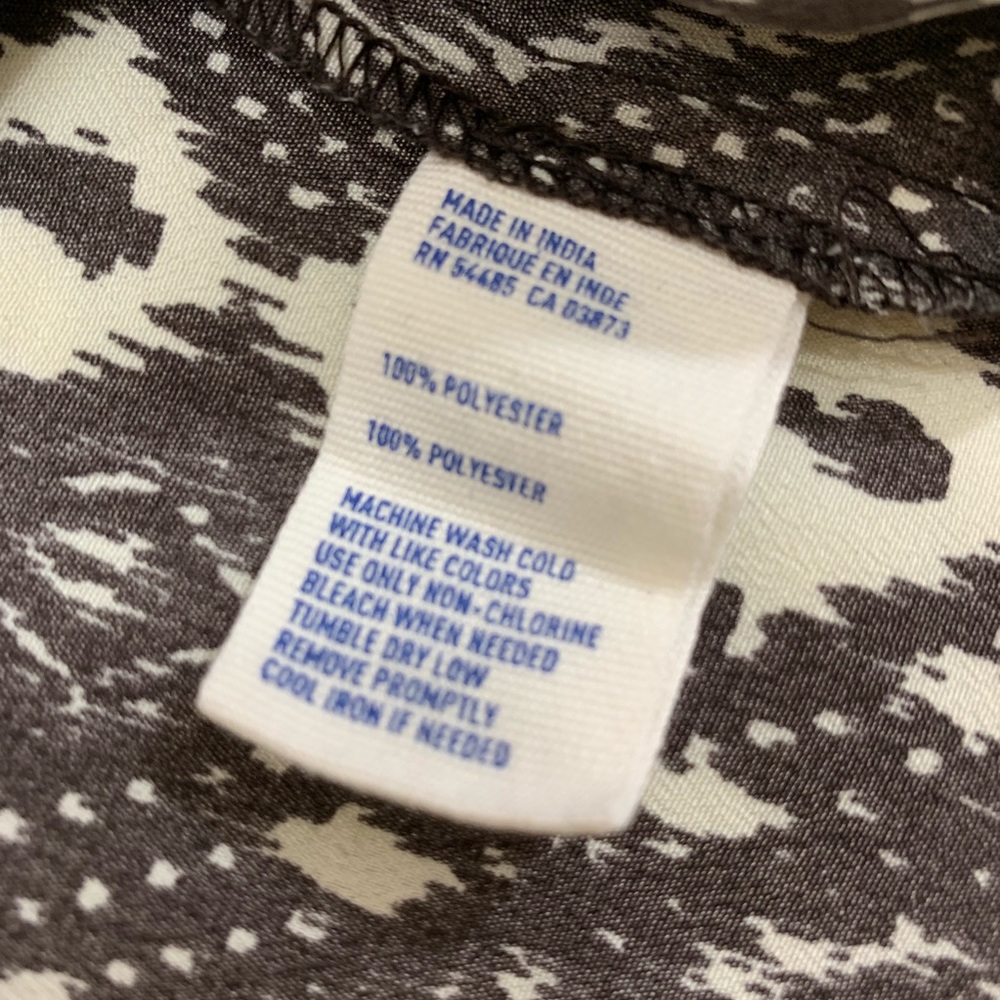 MADE IN INDIA
FABRIQUÉ EN INDE
RN 54485 CA 03873
100% POLYESTER
100% POLYESTER
MACHINE WASH COLD
WITH LIKE COLORS
USE ONLY NON-CHLORINE
BLEACH WHEN NEEDED
TUMBLE DRY LOW
REMOVE PROMPTLY
COOL IRON IF NEEDED